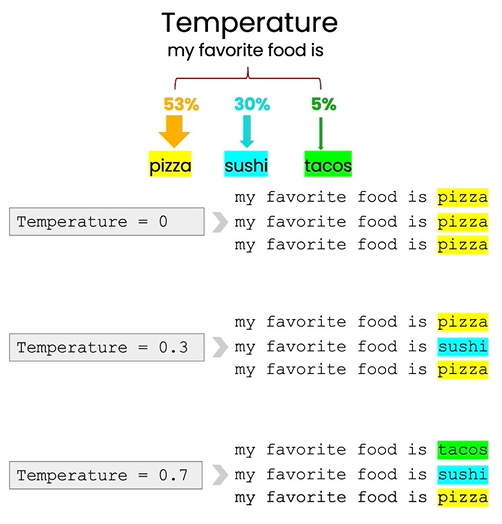 Temperature
my favorite food is
53% 30% 5%
pizza sushi tacos
Temperature = 0
my favorite food is pizza
my favorite food is pizza
my favorite food is pizza
Temperature = 0.3
my favorite food is pizza
my favorite food is sushi
my favorite food is pizza
Temperature = 0.7
my favorite food is tacos
my favorite food is sushi
my favorite food is pizza